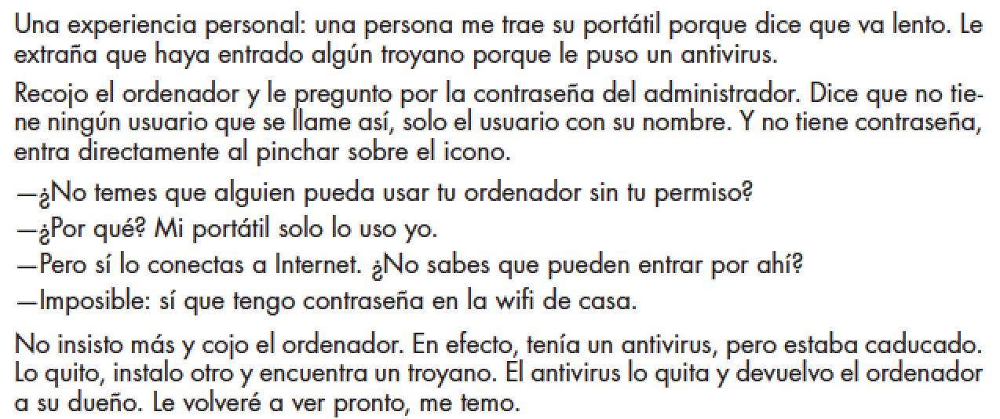 Una experiencia personal: una persona me trae su portátil porque dice que va lento. Le
extraña que haya entrado algún troyano porque le puso un antivirus.
Recojo el ordenador y le pregunto por la contraseña del administrador. Dice que no tie-
ne ningún usuario que se llame así, solo el usuario con su nombre. Y no tiene contraseña,
entra directamente al pinchar sobre el icono.
—¿No temes que alguien pueda usar tu ordenador sin tu permiso?
—¿Por qué? Mi portátil solo lo uso yo.
—Pero sí lo conectas a Internet. ¿No sabes que pueden entrar por ahí?
—Imposible: sí que tengo contraseña en la wifi de casa.
No insisto más y cojo el ordenador. En efecto, tenía un antivirus, pero estaba caducado.
Lo quito, instalo otro y encuentra un troyano. El antivirus lo quita y devuelvo el ordenador
a su dueño. Le volveré a ver pronto, me temo.